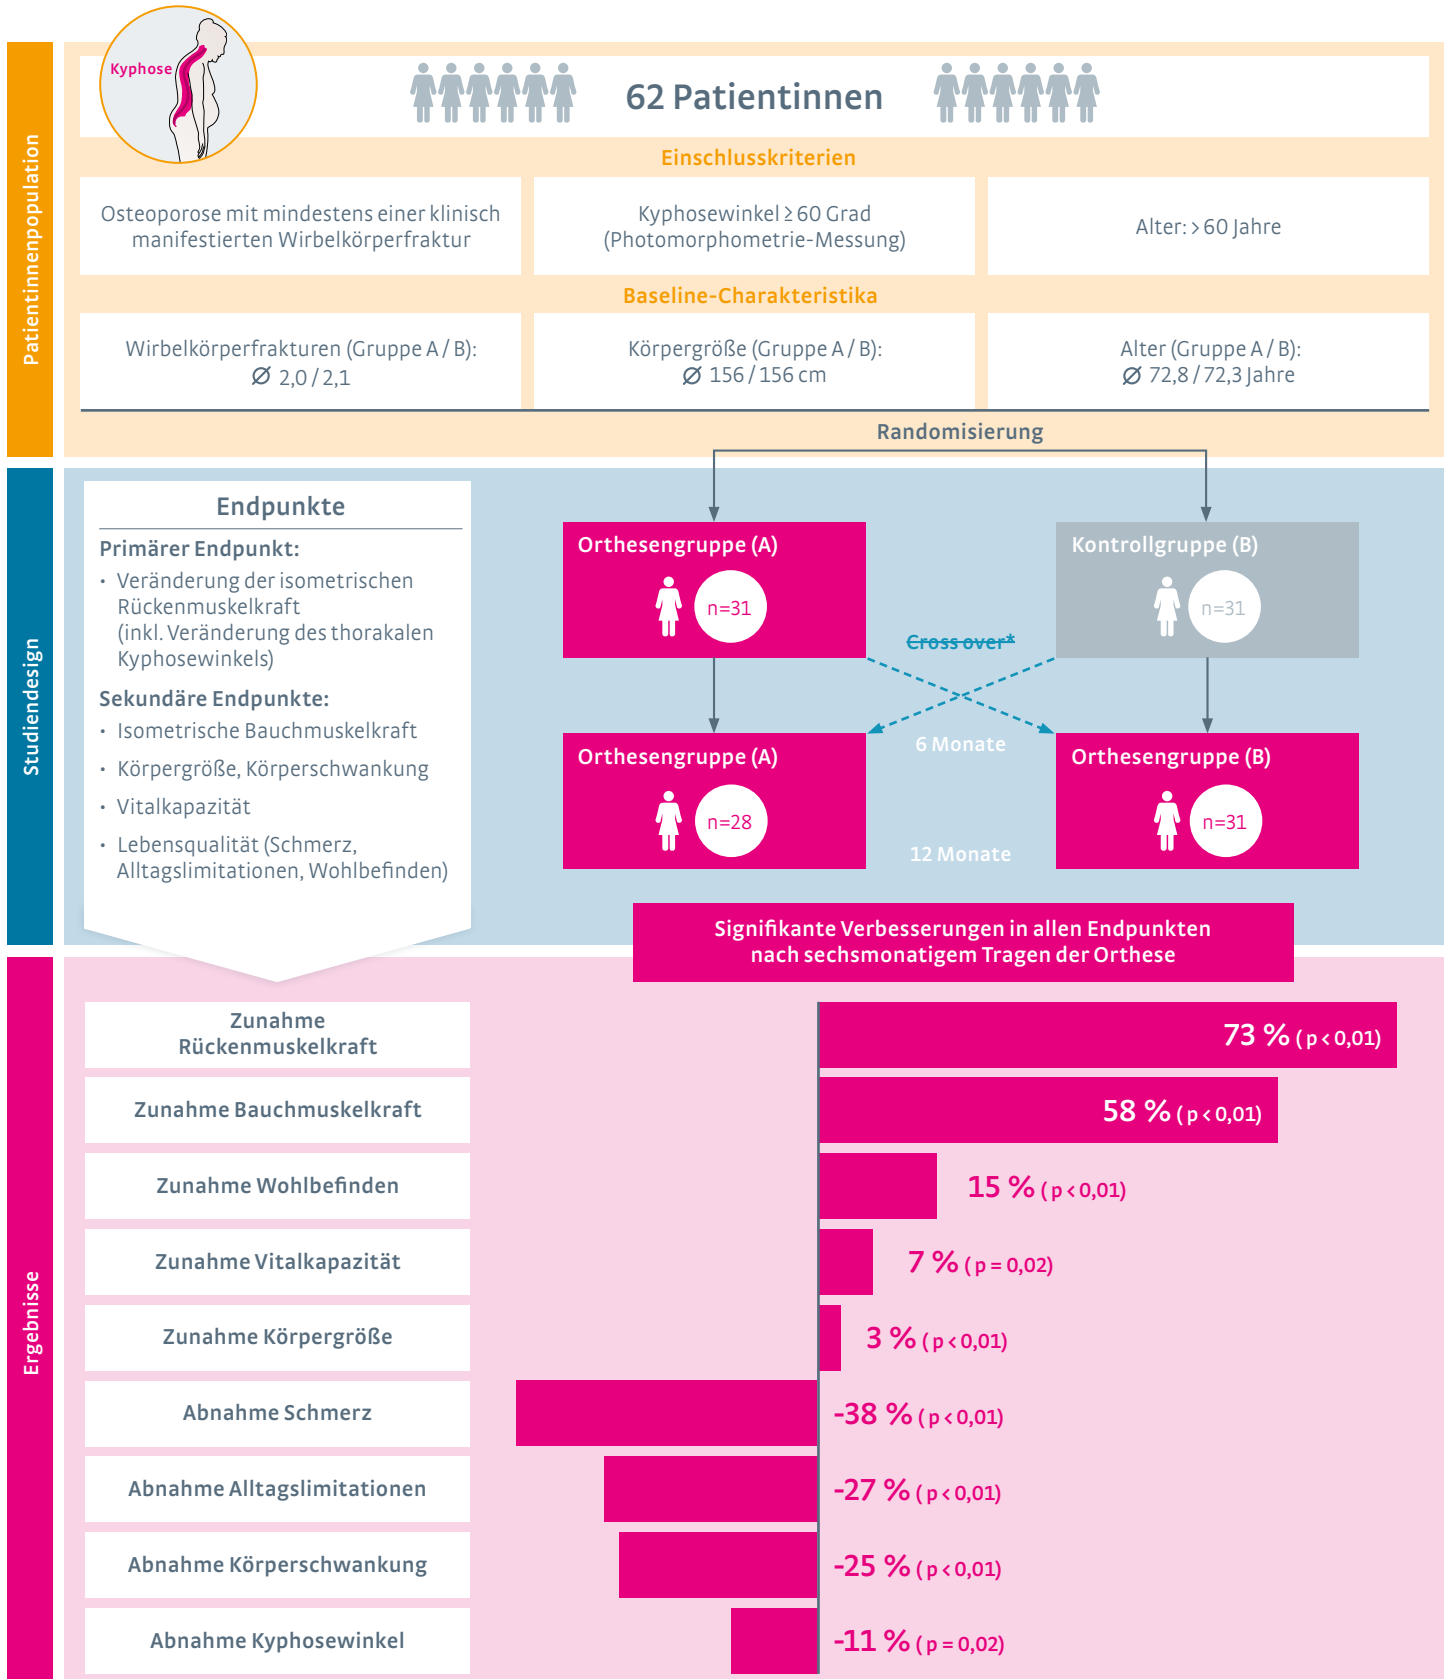 Kyphose
62 Patientinnen
Patientinnenpopulation
Einschlusskriterien
Osteoporose mit mindestens einer klinisch
manifestierten Wirbelkörperfraktur
Kyphosewinkel ≥ 60 Grad
(Photomorphometrie-Messung)
Alter: > 60 Jahre
Baseline-Charakteristika
Wirbelkörperfrakturen (Gruppe A / B):
Ø 2,0 / 2,1
Körpergröße (Gruppe A / B):
Ø 156 / 156 cm
Alter (Gruppe A / B):
Ø 72,8 / 72,3 Jahre
Randomisierung
Studiendesign
Endpunkte
Primärer Endpunkt:
• Veränderung der isometrischen
Rückenmuskelkraft
(inkl. Veränderung des thorakalen
Kyphosewinkels)
Sekundäre Endpunkte:
• Isometrische Bauchmuskelkraft
• Körpergröße, Körperschwankung
• Vitalkapazität
• Lebensqualität (Schmerz,
Alltagslimitationen, Wohlbefinden)
Orthesengruppe (A)
n=31
Kontrollgruppe (B)
n=31
Cross over*
6 Monate
Orthesengruppe (A)
n=28
Orthesengruppe (B)
n=31
12 Monate
Signifikante Verbesserungen in allen Endpunkten
nach sechsmonatigem Tragen der Orthese
Ergebnisse
Zunahme
Rückenmuskelkraft
73 % ( p < 0,01)
Zunahme Bauchmuskelkraft
58 % ( p < 0,01)
Zunahme Wohlbefinden
15 % ( p < 0,01)
Zunahme Vitalkapazität
7 % ( p = 0,02)
Zunahme Körpergröße
3 % ( p < 0,01)
Abnahme Schmerz
-38 % ( p < 0,01)
Abnahme Alltagslimitationen
-27 % ( p < 0,01)
Abnahme Körperschwankung
-25 % ( p < 0,01)
Abnahme Kyphosewinkel
-11 % ( p = 0,02)